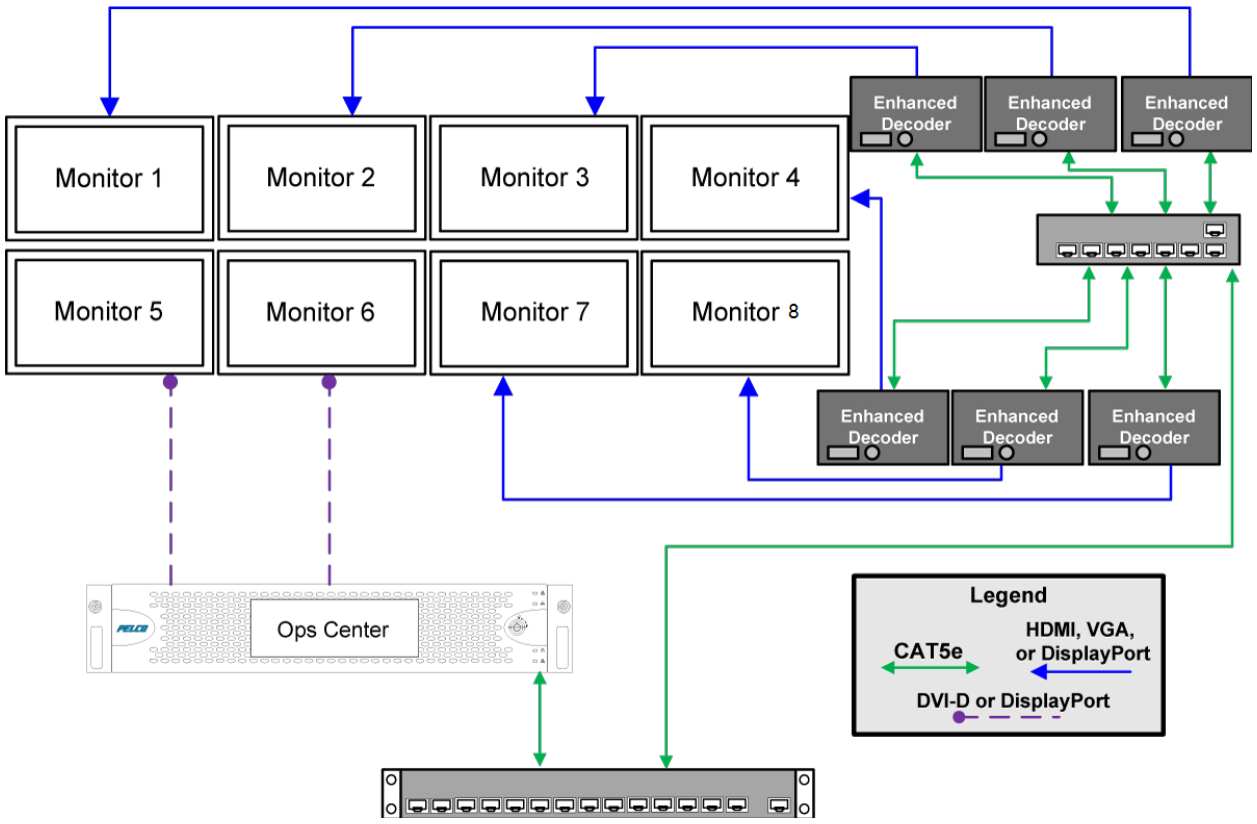 Enhanced
Decoder
Enhanced
Decoder
Enhanced
Decoder
Monitor 1
Monitor 2
Monitor 3
Monitor 4
Monitor 5
Monitor 6
Monitor 7
Monitor 8
Enhanced
Decoder
Enhanced
Decoder
Enhanced
Decoder
PELCO
Ops Center
Legend
CAT5e
HDMI, VGA,
or DisplayPort
DVI-D or DisplayPort